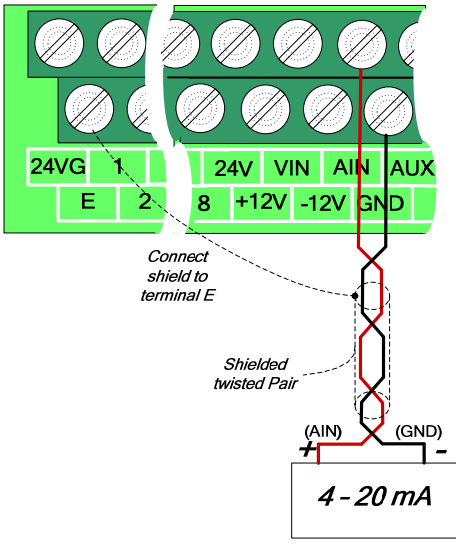 24VG 1 24V VIN AIN AUX
E 2 8 +12V -12V GND
Connect
shield to
terminal E
Shielded
twisted Pair
(AIN) (GND)
+ -
4 - 20 mA